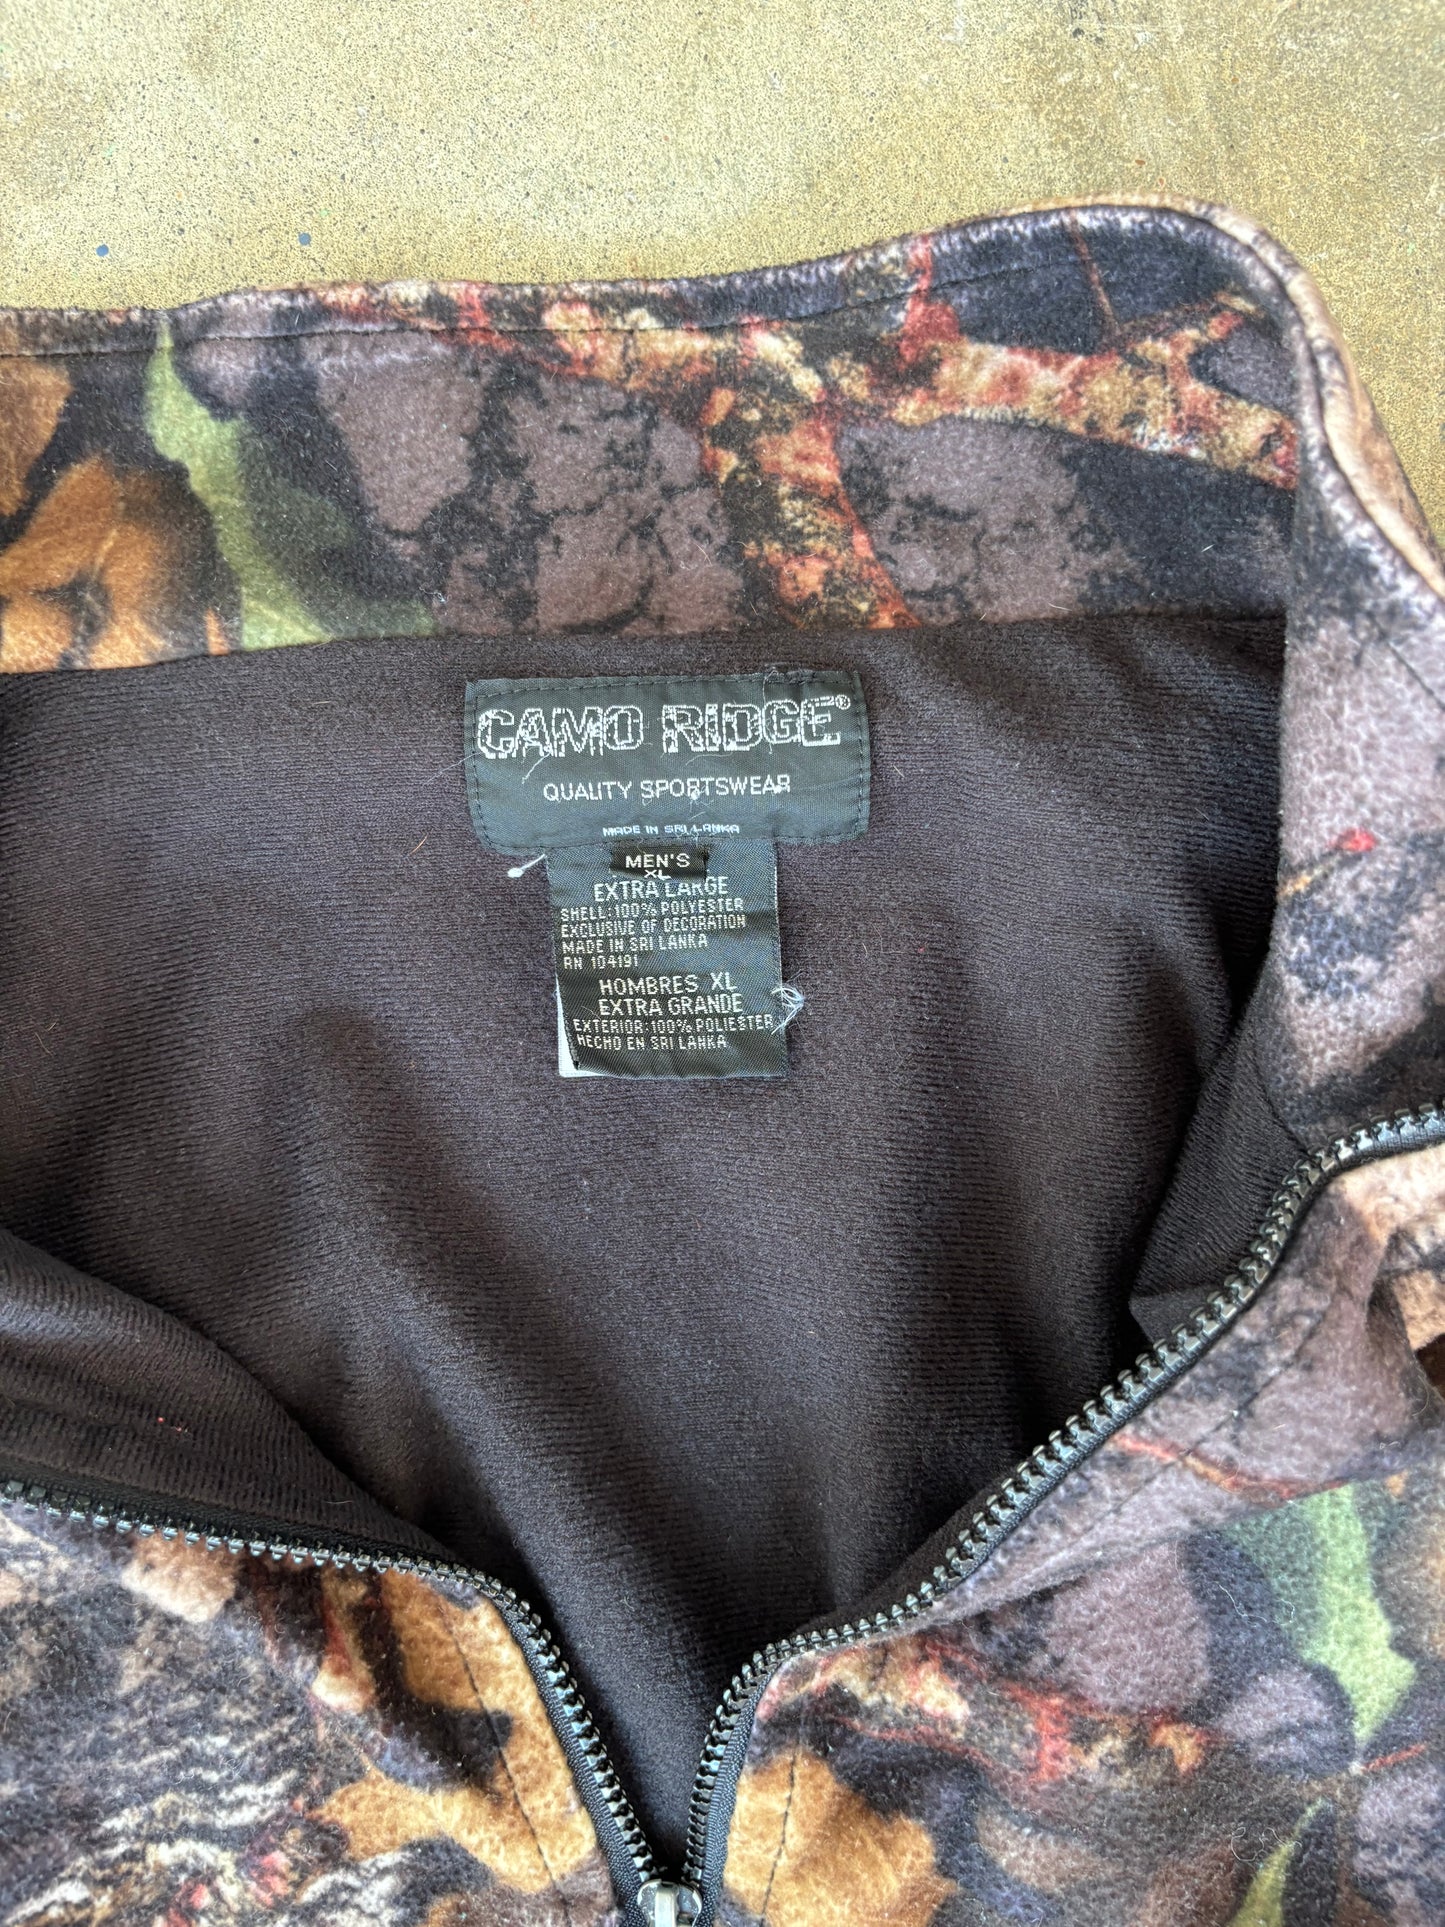 CAMO RIDGE®
QUALITY SPORTSWEAR
MADE IN SRI LANKA
MEN'S
XL
EXTRA LARGE
SHELL: 100% POLYESTER
EXCLUSIVE OF DECORATION
MADE IN SRI LANKA
RN 104191
HOMBRES XL
EXTRA GRANDE
EXTERIOR: 100% POLIESTER
HECHO EN SRI LANKA